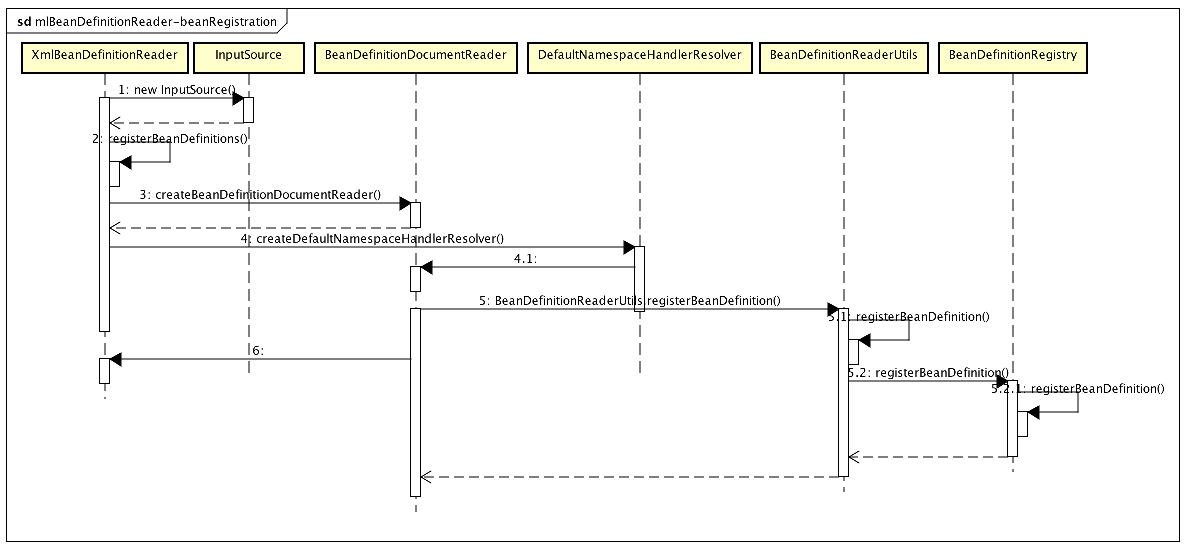 sd mlBeanDefinitionReader-beanRegistration
XmlBeanDefinitionReader
InputSource
BeanDefinitionDocumentReader
DefaultNamespaceHandlerResolver
BeanDefinitionReaderUtils
BeanDefinitionRegistry
1: new InputSource()
2: registerBeanDefinitions()
3: createBeanDefinitionDocumentReader()
4: createDefaultNamespaceHandlerResolver()
4.1:
5: BeanDefinitionReaderUtils.registerBeanDefinition()
5.1: registerBeanDefinition()
6:
5.2: registerBeanDefinition()
5.2.1: registerBeanDefinition()